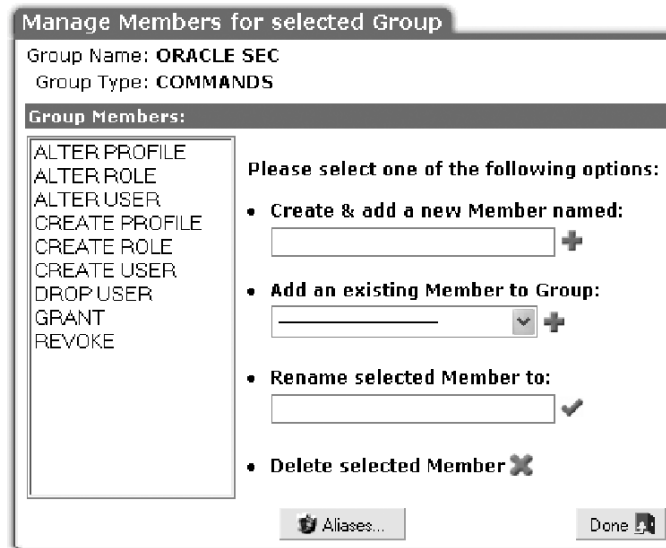 Manage Members for selected Group
Group Name: ORACLE SEC
Group Type: COMMANDS
Group Members:
ALTER PROFILE
ALTER ROLE
ALTER USER
CREATE PROFILE
CREATE ROLE
CREATE USER
DROP USER
GRANT
REVOKE
Please select one of the following options:
• Create & add a new Member named:
• Add an existing Member to Group:
• Rename selected Member to:
• Delete selected Member
Aliases...
Done